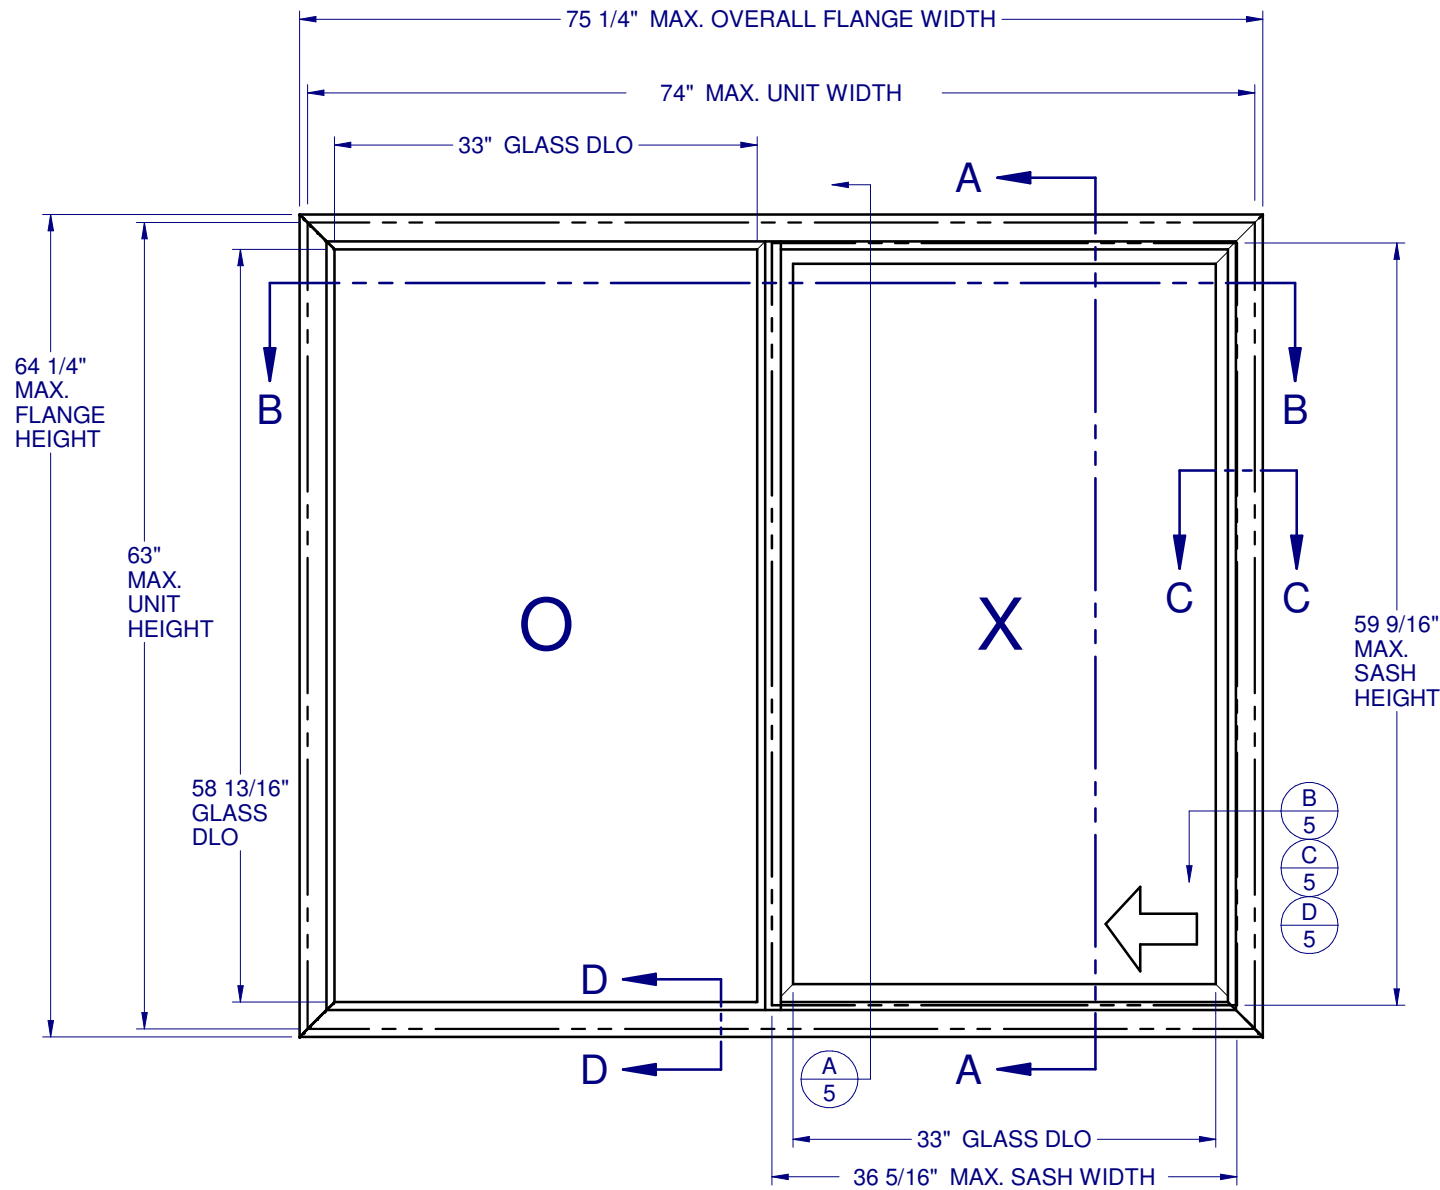 75 1/4" MAX. OVERALL FLANGE WIDTH
74" MAX. UNIT WIDTH
33" GLASS DLO
A
64 1/4"
MAX.
FLANGE
HEIGHT
B
B
63"
MAX.
UNIT
HEIGHT
O
X
C
C
59 9/16"
MAX.
SASH
HEIGHT
58 13/16"
GLASS
DLO
B
5
C
5
D
5
D
D
A
5
A
33" GLASS DLO
36 5/16" MAX. SASH WIDTH